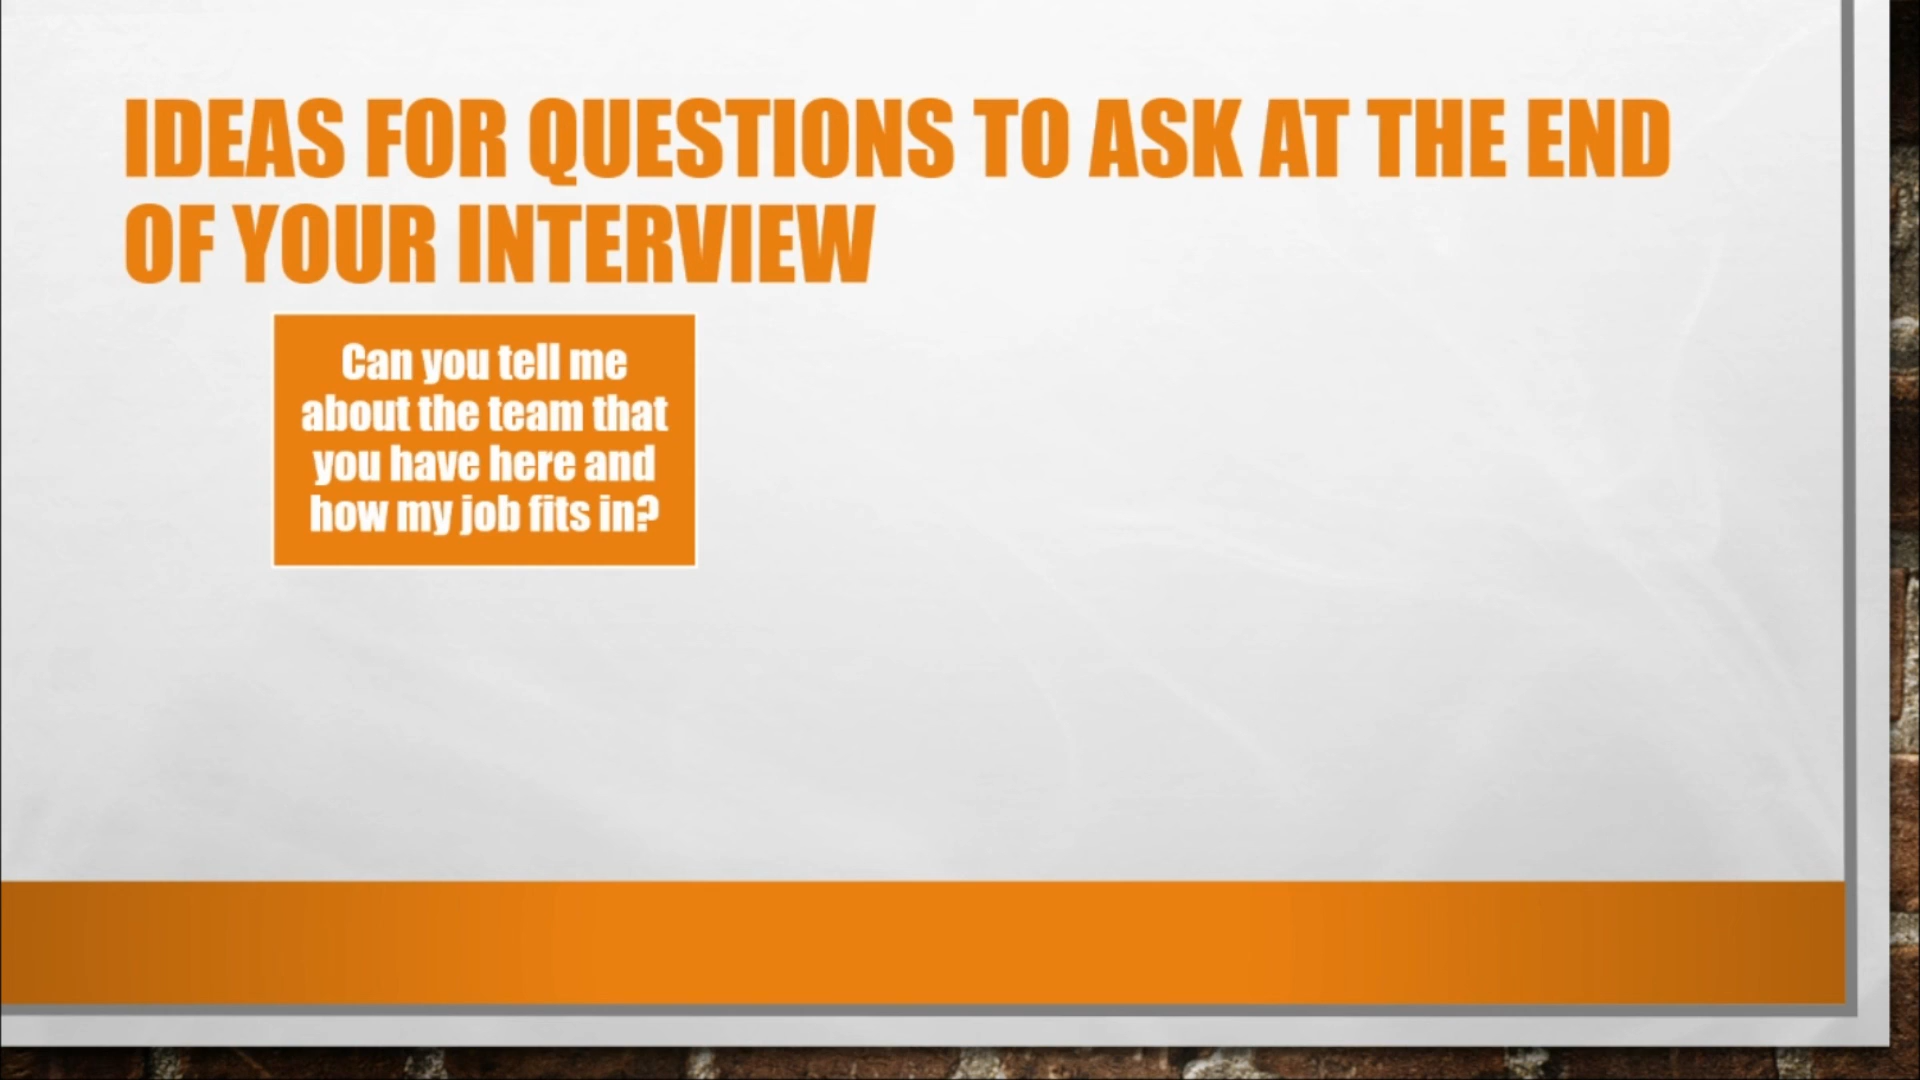 IDEAS FOR QUESTIONS TO ASK AT THE END
OF YOUR INTERVIEW
Can you tell me
about the team that
you have here and
how my job fits in?